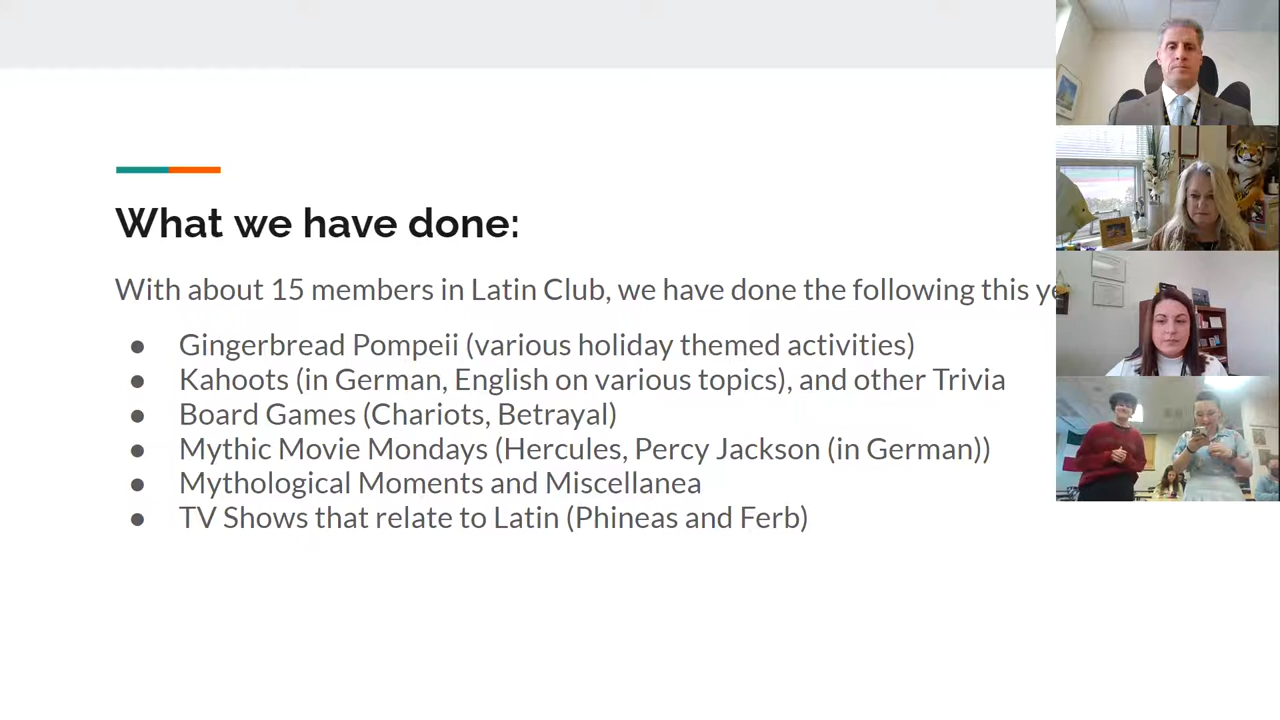 What we have done:
With about 15 members in Latin Club, we have done the following this
● Gingerbread Pompeii (various holiday themed activities)
● Kahoots (in German, English on various topics), and other Trivia
● Board Games (Chariots, Betrayal)
● Mythic Movie Mondays (Hercules, Percy Jackson (in German))
● Mythological Moments and Miscellanea
● TV Shows that relate to Latin (Phineas and Ferb)